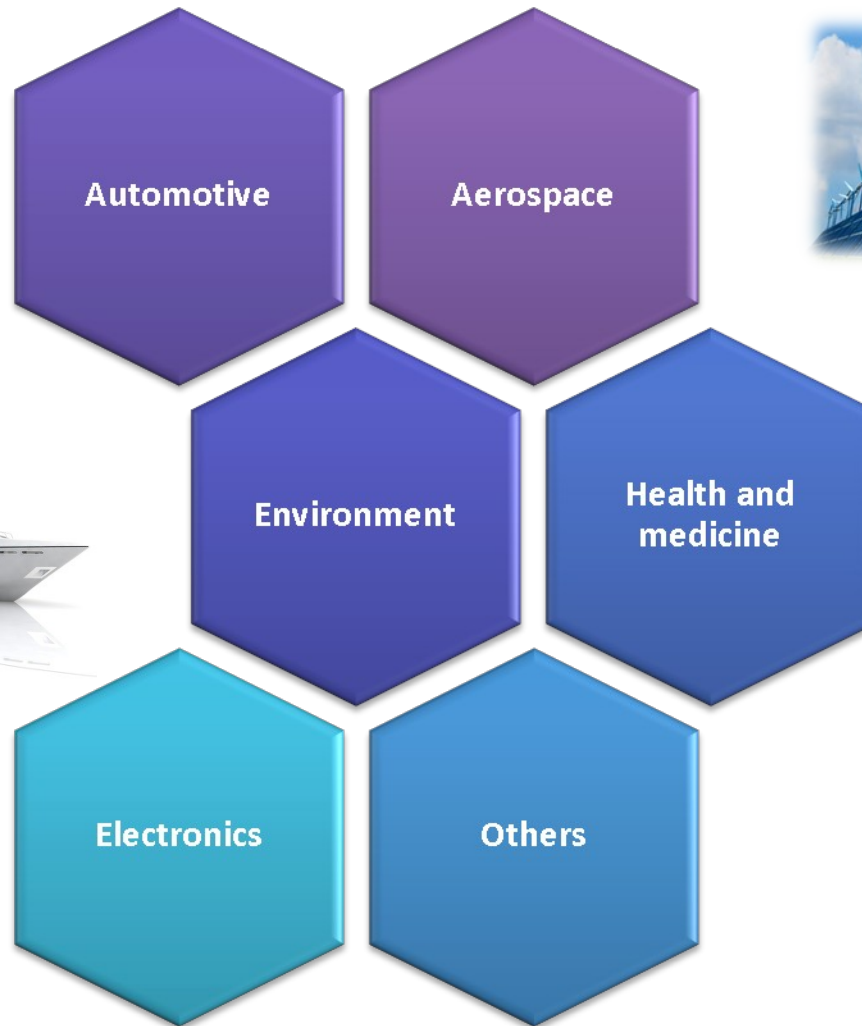 Automotive
Aerospace
Environment
Health and
medicine
Electronics
Others